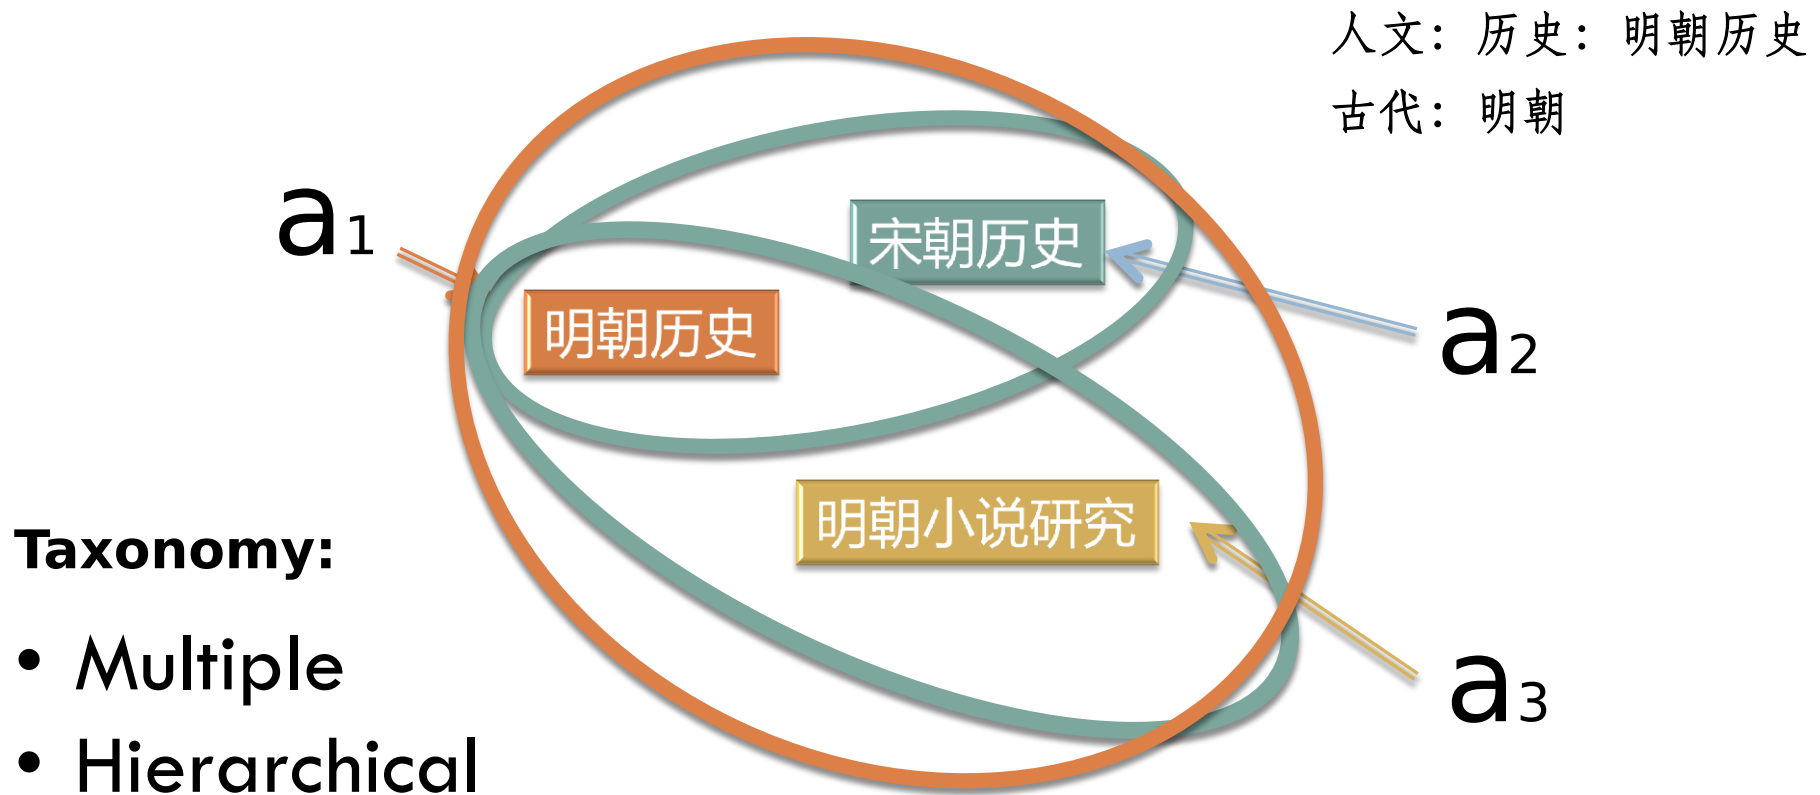 人文：历史：明朝历史
古代：明朝
a1
宋朝历史
明朝历史
a2
明朝小说研究
a3
Taxonomy:
• Multiple
• Hierarchical